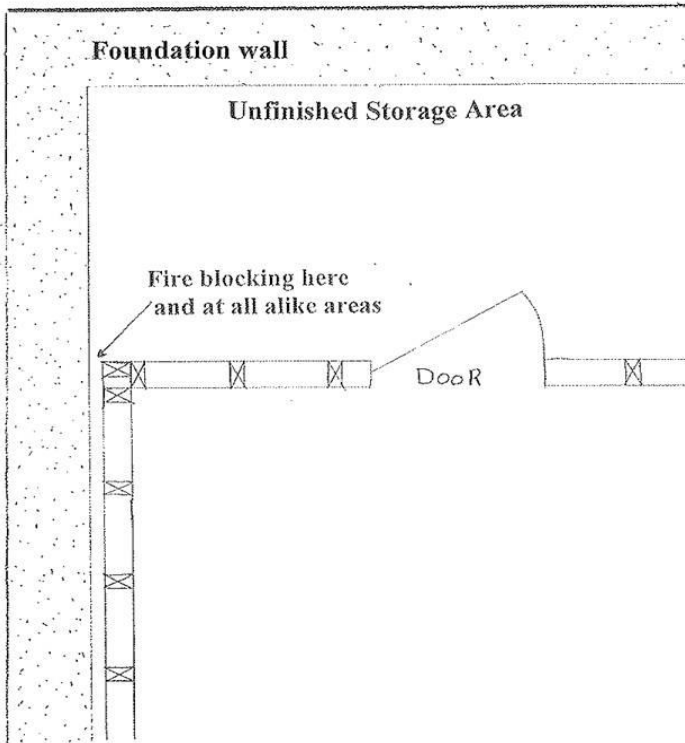 Foundation wall
Unfinished Storage Area
Fire blocking here
and at all alike areas
DOOR